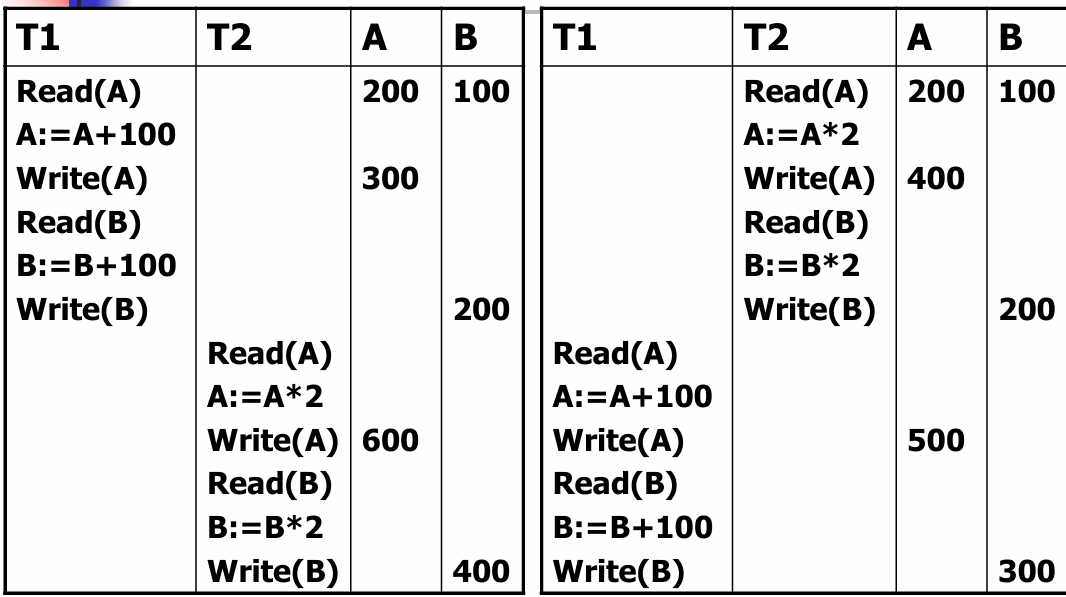 T1 T2 A B
Read(A) 200 100
A:=A+100
Write(A) 300
Read(B)
B:=B+100
Write(B) 200
Read(A)
A:=A*2
Write(A) 600
Read(B)
B:=B*2
Write(B) 400
T1 T2 A B
Read(A) 200 100
A:=A*2
Write(A) 400
Read(B)
B:=B*2
Write(B) 200
Read(A)
A:=A+100
Write(A) 500
Read(B)
B:=B+100
Write(B) 300